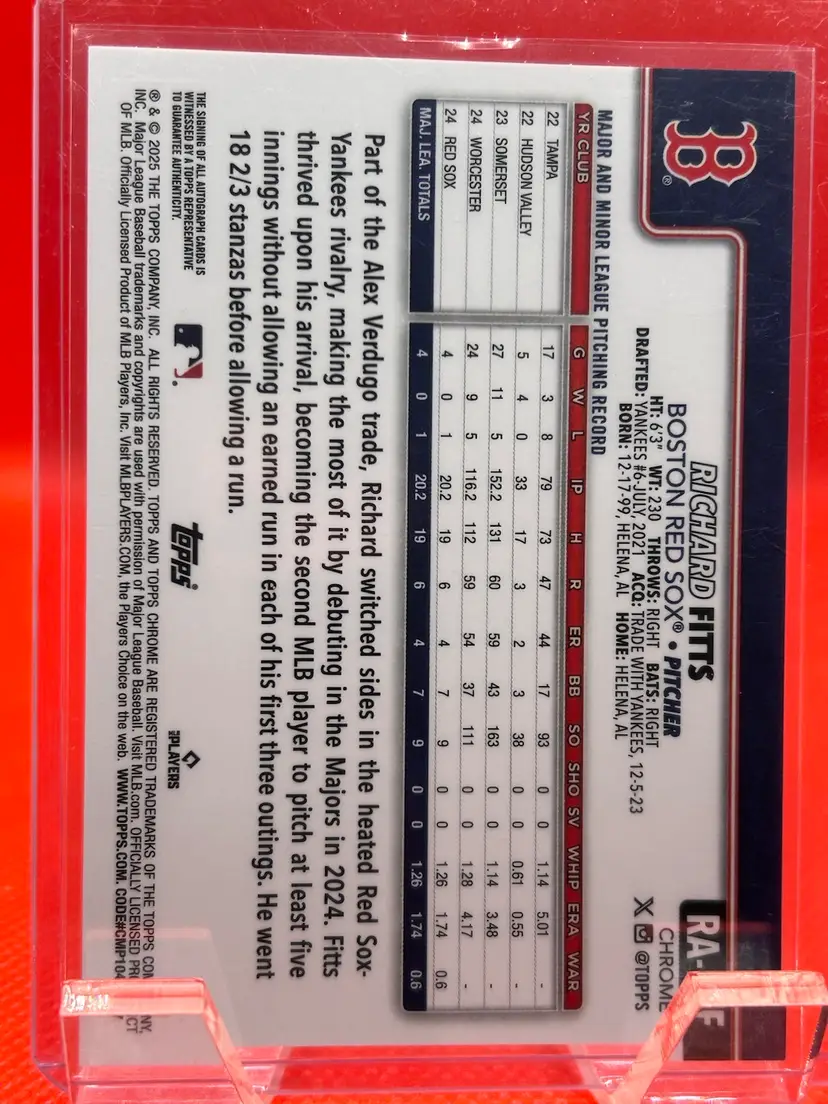 B
®
RA-
F
CHROME
@TOPPS
RICHARD FITTS
BOSTON RED SOX® • PITCHER
HT: 6'3" WT: 230 THROWS: RIGHT BATS: RIGHT
DRAFTED: YANKEES #6-JULY, 2021 ACQ: TRADE WITH YANKEES, 12-5-23
BORN: 12-17-99, HELENA, AL HOME: HELENA, AL
MAJOR AND MINOR LEAGUE PITCHING RECORD
YR CLUB G W L IP H R ER BB SO SHO SV WHIP ERA WAR
22 TAMPA 17 3 8 79 73 47 44 17 93 0 0 1.14 5.01 -
22 HUDSON VALLEY 5 4 0 33 17 3 2 3 38 0 0 0.61 0.55 -
23 SOMERSET 27 11 5 152.2 131 60 59 43 163 0 0 1.14 3.48 -
24 WORCESTER 24 9 5 116.2 112 59 54 37 111 0 0 1.28 4.17 -
24 RED SOX 4 0 1 20.2 19 6 4 7 9 0 0 1.26 1.74 0.6
MAJ. LEA. TOTALS 4 0 1 20.2 19 6 4 7 9 0 0 1.26 1.74 0.6
Part of the Alex Verdugo trade, Richard switched sides in the heated Red Sox-
Yankees rivalry, making the most of it by debuting in the Majors in 2024. Fitts
thrived upon his arrival, becoming the second MLB player to pitch at least five
innings without allowing an earned run in each of his first three outings. He went
18 2/3 stanzas before allowing a run.
THE SIGNING OF ALL AUTOGRAPH CARDS IS
WITNESSED BY A TOPPS REPRESENTATIVE
TO GUARANTEE AUTHENTICITY.
topps
PLAYERS
® & © 2025 THE TOPPS COMPANY, INC. ALL RIGHTS RESERVED. TOPPS AND TOPPS CHROME ARE REGISTERED TRADEMARKS OF THE TOPPS COM NY,
INC. Major League Baseball trademarks and copyrights are used with permission of Major League Baseball. Visit MLB.com. OFFICIALLY LICENSED PR CT
OF MLB. Officially Licensed Product of MLB Players, Inc. Visit MLBPLAYERS.COM, the Players Choice on the web. WWW.TOPPS.COM. CODE#CMP104